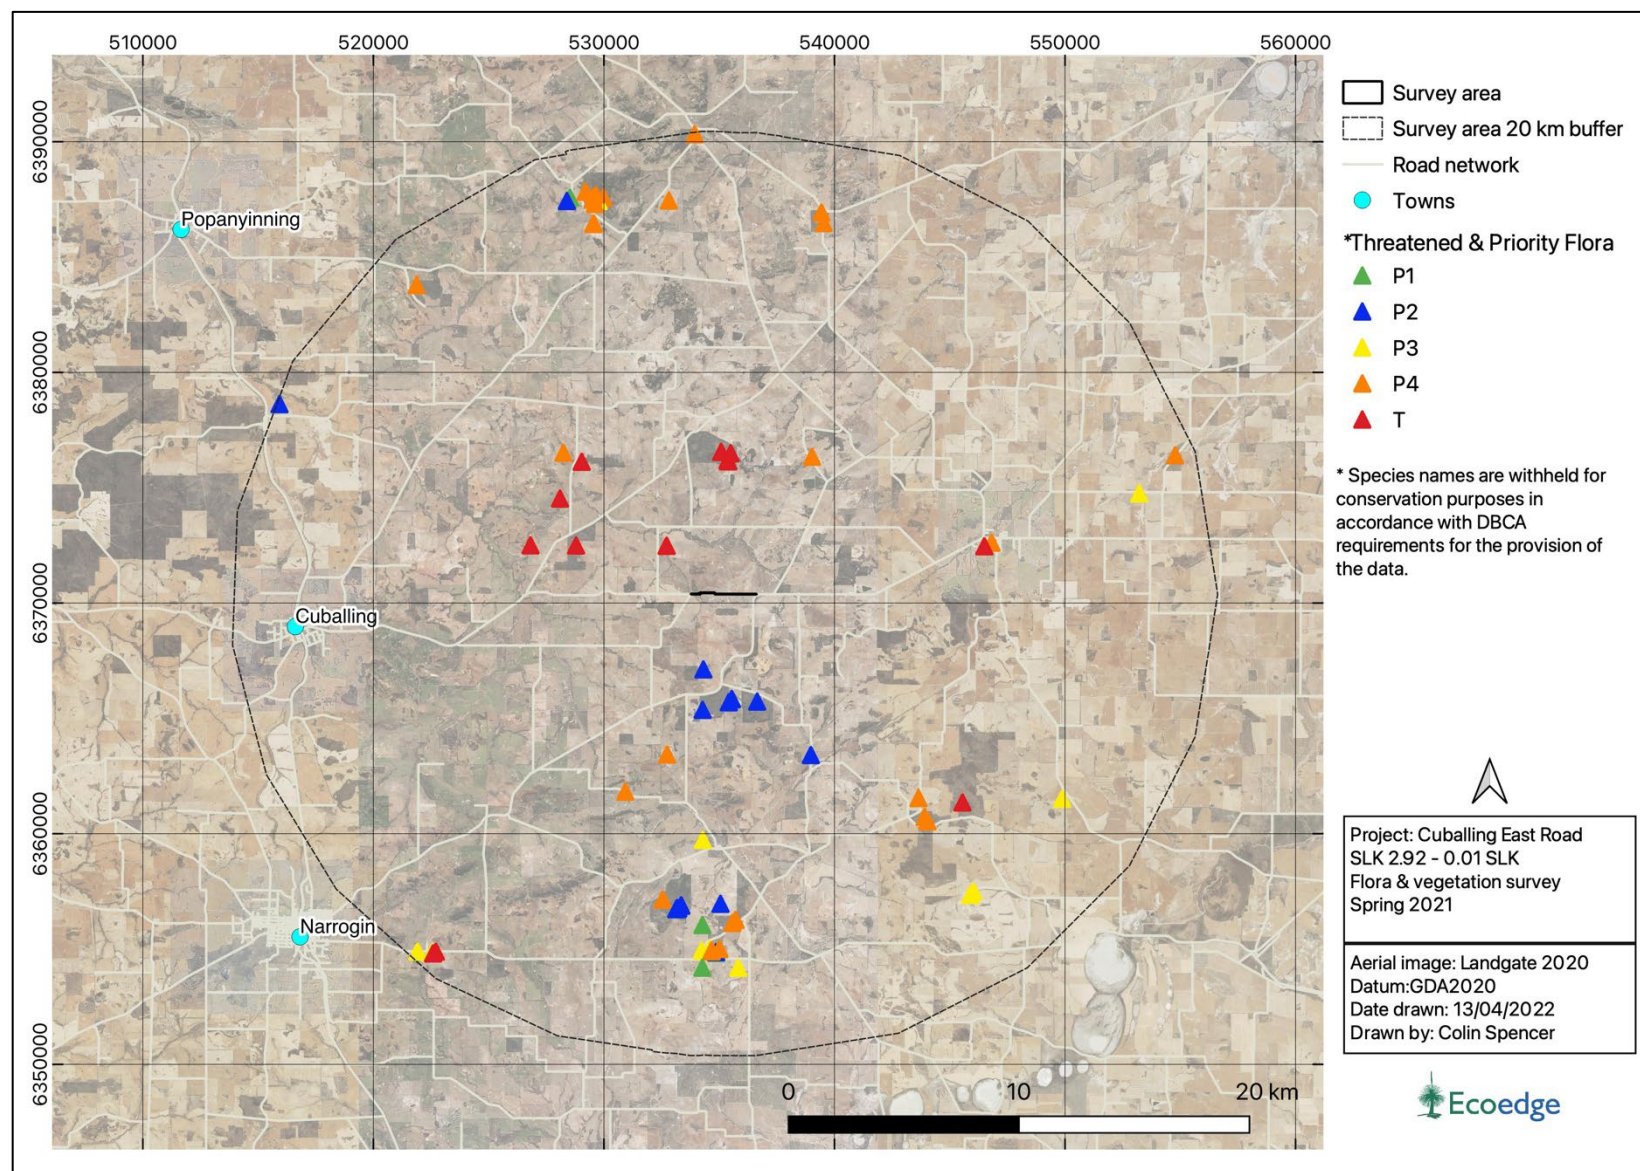 510000 520000 530000 540000 550000 560000
6390000
6380000
6370000
6360000
6350000
Popanyinning
Cuballing
Narrogin
0 10 20 km
Survey area
Survey area 20 km buffer
Road network
Towns
*Threatened & Priority Flora
P1
P2
P3
P4
T
* Species names are withheld for
conservation purposes in
accordance with DBCA
requirements for the provision of
the data.
Project: Cuballing East Road
SLK 2.92 - 0.01 SLK
Flora & vegetation survey
Spring 2021
Aerial image: Landgate 2020
Datum:GDA2020
Date drawn: 13/04/2022
Drawn by: Colin Spencer
Ecoedge